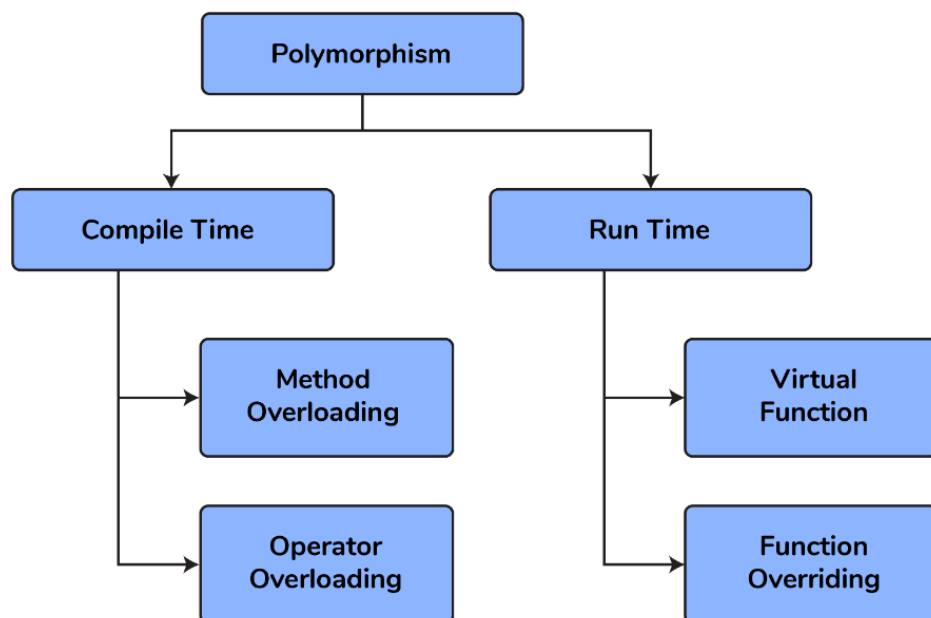 Polymorphism
Compile Time
Run Time
Method
Overloading
Virtual
Function
Operator
Overloading
Function
Overriding